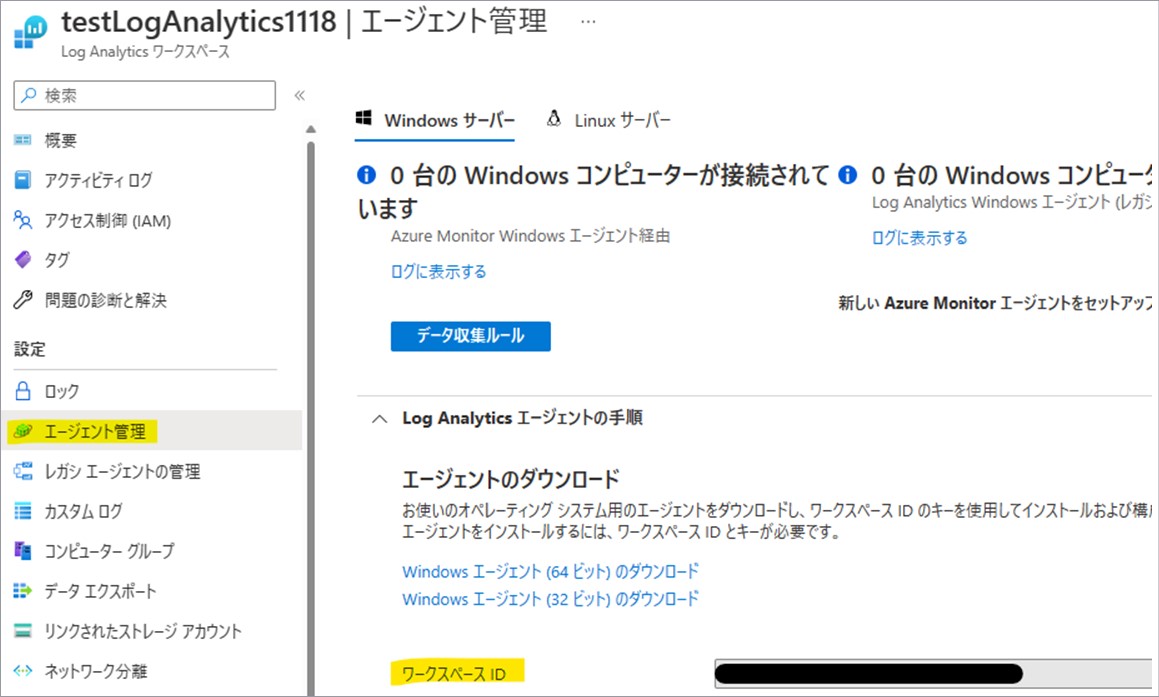 testLogAnalytics1118 | エージェント管理 …
Log Analytics ワークスペース
検索
«
概要
アクティビティ ログ
アクセス制御 (IAM)
タグ
問題の診断と解決
設定
ロック
エージェント管理
レガシ エージェントの管理
カスタム ログ
コンピューター グループ
データ エクスポート
リンクされたストレージ アカウント
ネットワーク分離
Windows サーバー
Linux サーバー
0 台の Windows コンピューターが接続されて
います
Azure Monitor Windows エージェント経由
ログに表示する
データ収集ルール
0 台の Windows コンピュータ
Log Analytics Windows エージェント (レガシ
ログに表示する
新しい Azure Monitor エージェントをセットアップ
Log Analytics エージェントの手順
エージェントのダウンロード
お使いのオペレーティング システム用のエージェントをダウンロードし、ワークスペース ID のキーを使用してインストールおよび構成
エージェントをインストールするには、ワークスペース ID とキーが必要です。
Windows エージェント (64 ビット) のダウンロード
Windows エージェント (32 ビット) のダウンロード
ワークスペース ID